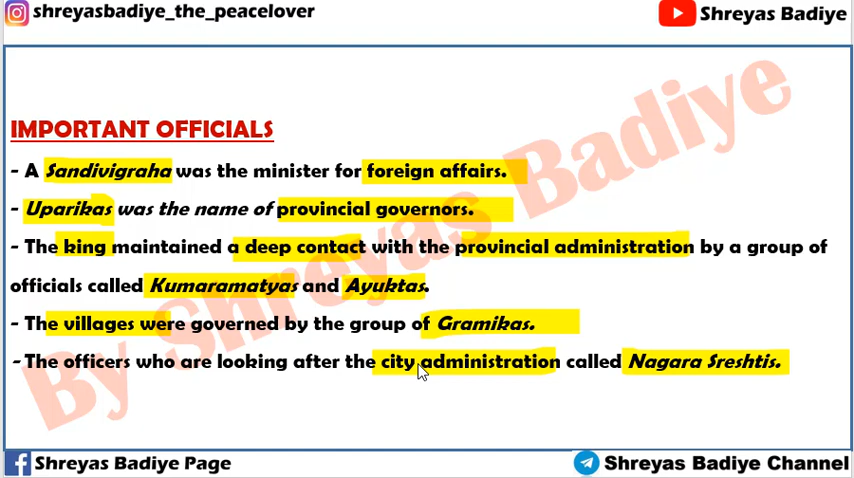 shreyasbadiye_the_peacelover
Shreyas Badiye
IMPORTANT OFFICIALS
- A Sandivigraha was the minister for foreign affairs.
- Uparikas was the name of provincial governors.
- The king maintained a deep contact with the provincial administration by a group of
officials called Kumaramatyas and Ayuktas.
- The villages were governed by the group of Gramikas.
- The officers who are looking after the city administration called Nagara Sreshtis.
By Shreyas Badiye
Shreyas Badiye Page
Shreyas Badiye Channel